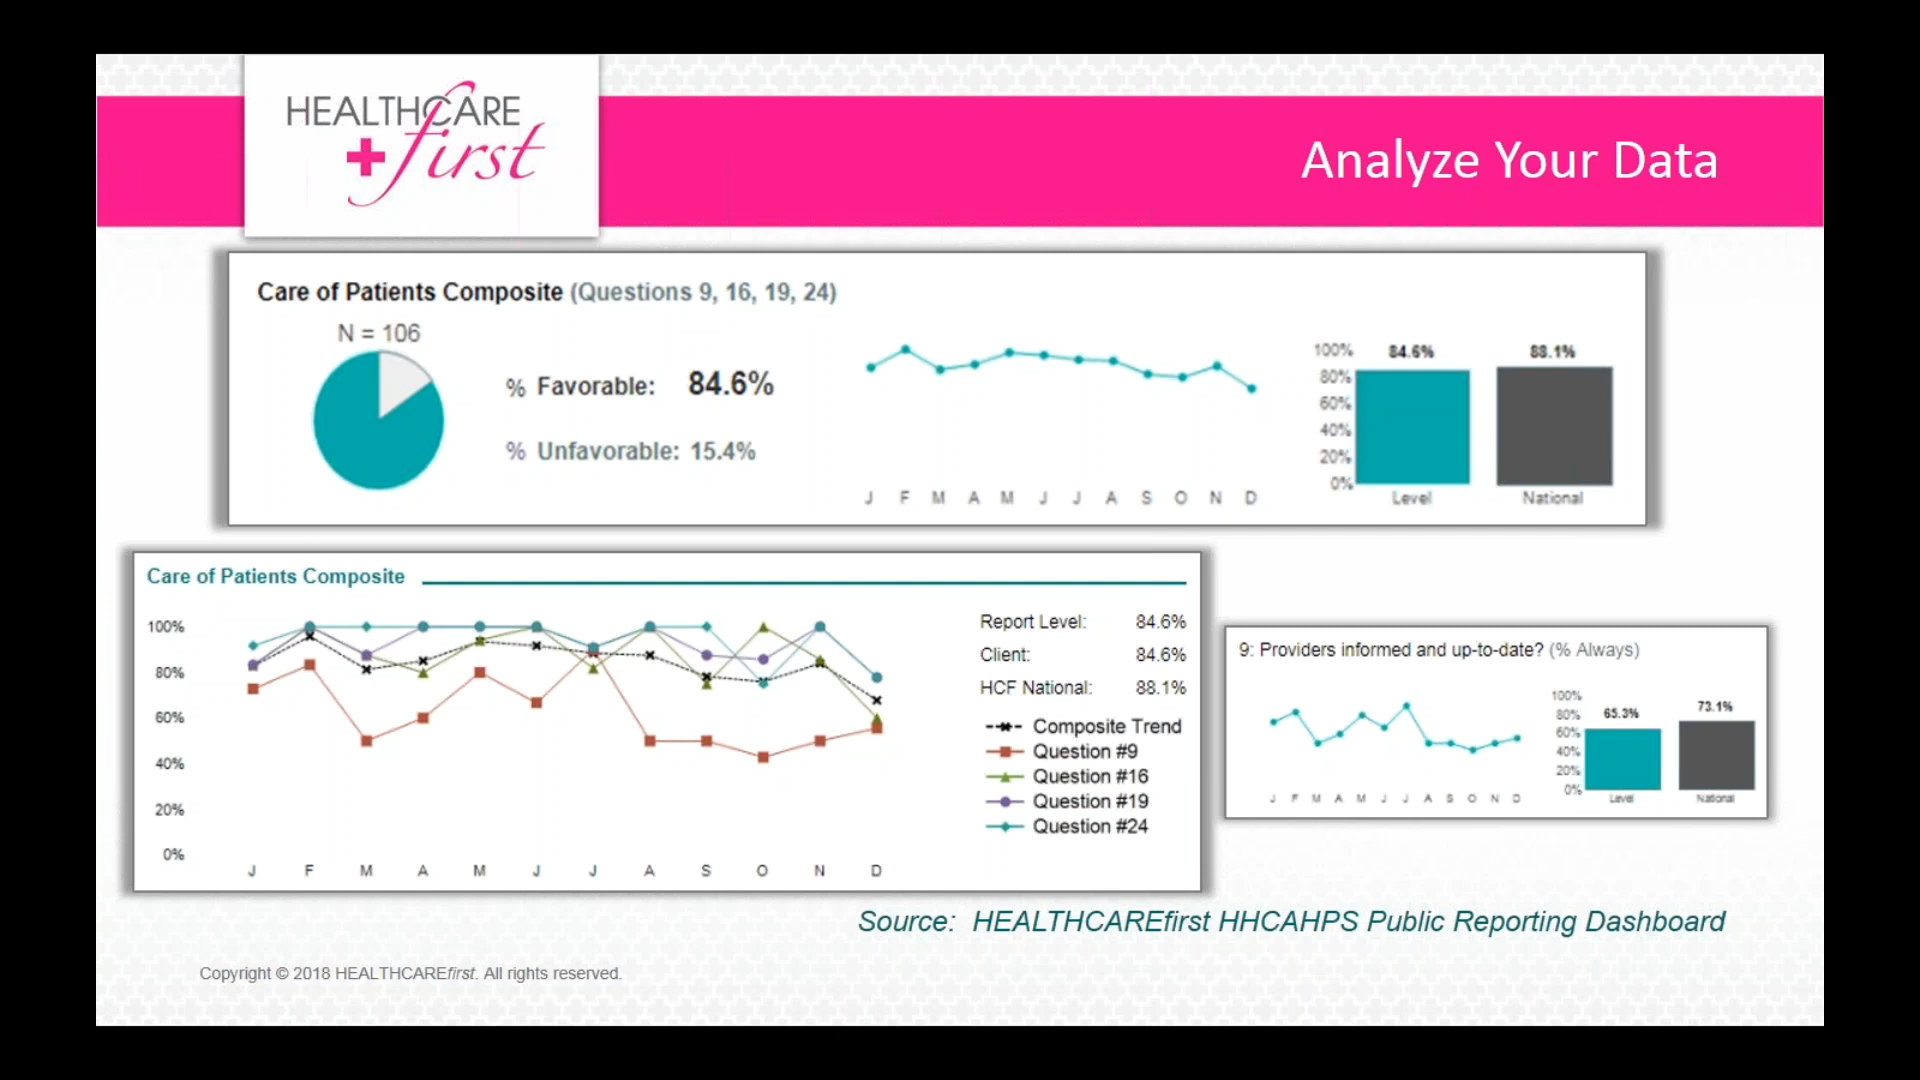 HEALTHCARE
first
Analyze Your Data
Care of Patients Composite (Questions 9, 16, 19, 24)
N = 106
% Favorable: 84.6%
% Unfavorable: 15.4%
J F M A M J J A S O N D
100%
80%
60%
40%
20%
0%
84.6% 88.1%
Level National
Care of Patients Composite
100%
80%
60%
40%
20%
0%
J F M A M J J A S O N D
Report Level: 84.6%
Client: 84.6%
HCF National: 88.1%
Composite Trend
Question #9
Question #16
Question #19
Question #24
9: Providers informed and up-to-date? (% Always)
J F M A M J J A S O N D
100%
80%
60%
40%
20%
0%
65.3% 73.1%
Level National
Source: HEALTHCAREfirst HHCAHPS Public Reporting Dashboard
Copyright © 2018 HEALTHCAREfirst. All rights reserved.